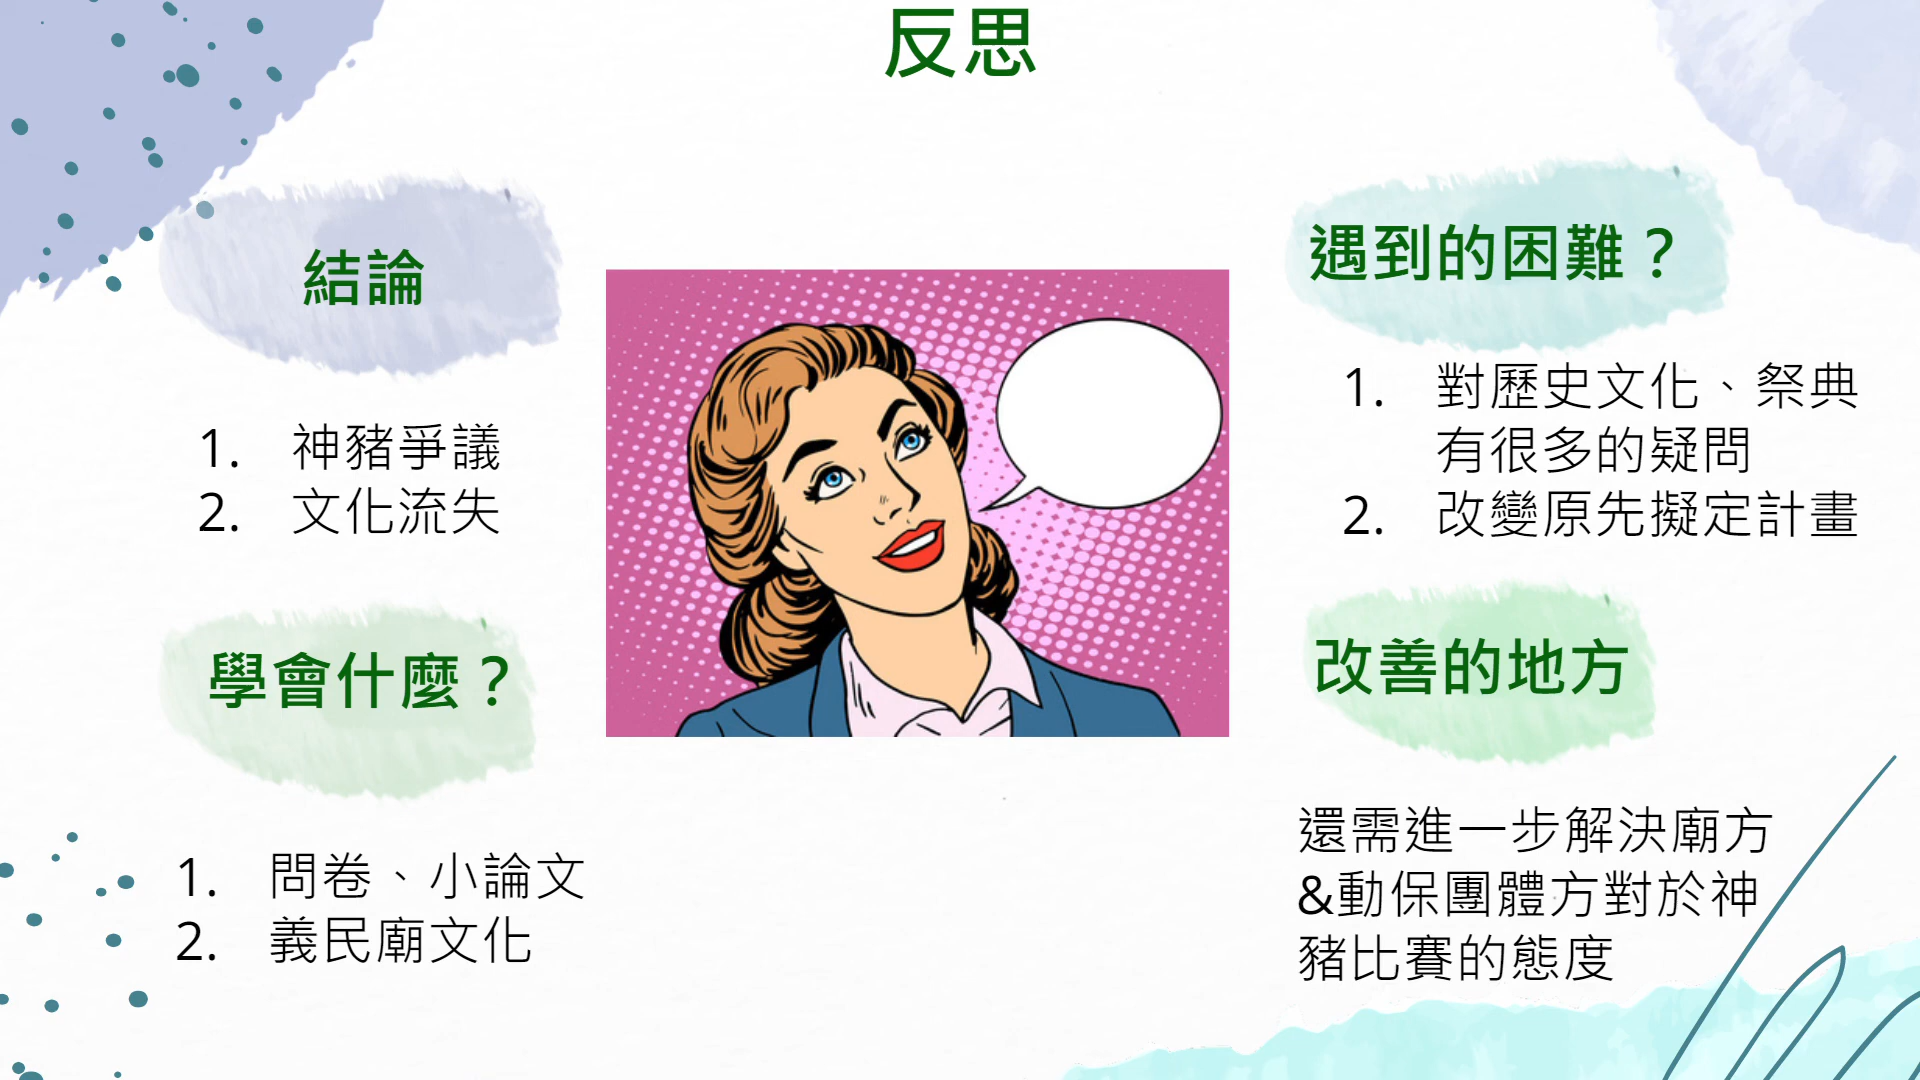 反思
結論
1. 神豬爭議
2. 文化流失
學會什麼？
1. 問卷、小論文
2. 義民廟文化
遇到的困難？
1. 對歷史文化、祭典
有很多的疑問
2. 改變原先擬定計畫
改善的地方
還需進一步解決廟方
&動保團體方對於神
豬比賽的態度